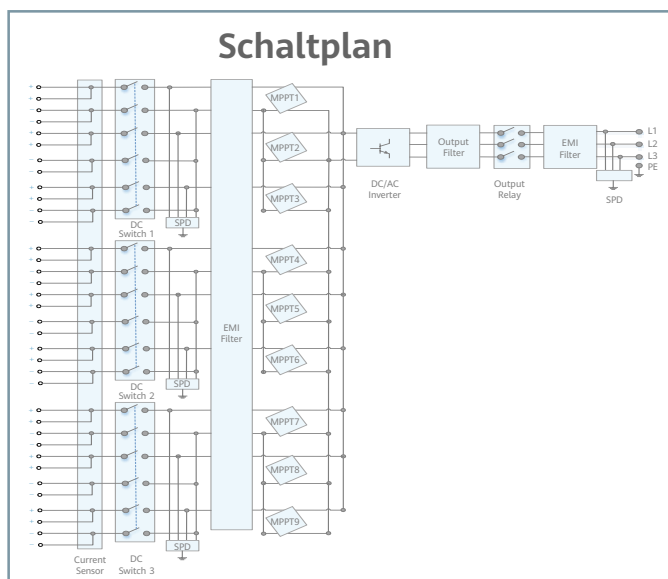 Schaltplan
MPPT1
MPPT2
MPPT3
MPPT4
MPPT5
MPPT6
MPPT7
MPPT8
MPPT9
DC
Switch 1
SPD
DC
Switch 2
SPD
Current
Sensor
DC
Switch 3
SPD
EMI
Filter
DC/AC
Inverter
Output
Filter
Output
Relay
EMI
Filter
SPD
L1
L2
L3
PE